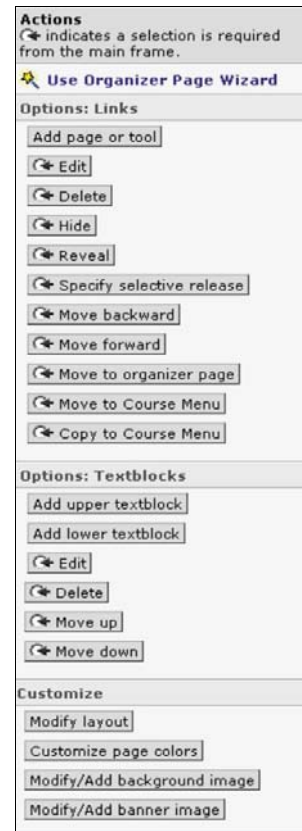 Actions
indicates a selection is required
from the main frame.
Use Organizer Page Wizard
Options: Links
Add page or tool
Edit
Delete
Hide
Reveal
Specify selective release
Move backward
Move forward
Move to organizer page
Move to Course Menu
Copy to Course Menu
Options: Textblocks
Add upper textblock
Add lower textblock
Edit
Delete
Move up
Move down
Customize
Modify layout
Customize page colors
Modify/Add background image
Modify/Add banner image